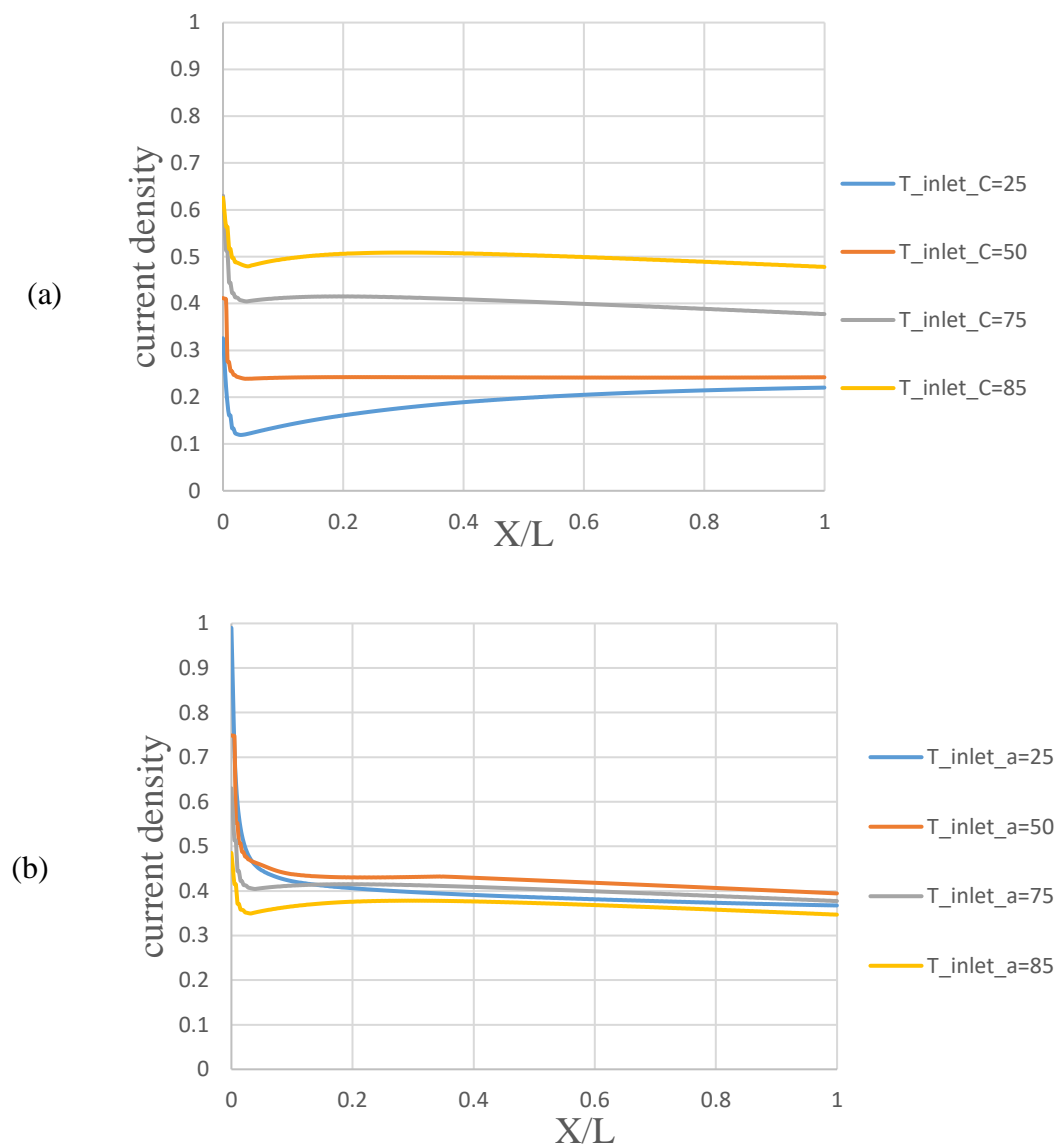 (a)
current density
1
0.9
0.8
0.7
0.6
0.5
0.4
0.3
0.2
0.1
0
0 0.2 0.4 0.6 0.8 1
X/L
T_inlet_C=25
T_inlet_C=50
T_inlet_C=75
T_inlet_C=85
(b)
current density
1
0.9
0.8
0.7
0.6
0.5
0.4
0.3
0.2
0.1
0
0 0.2 0.4 0.6 0.8 1
X/L
T_inlet_a=25
T_inlet_a=50
T_inlet_a=75
T_inlet_a=85